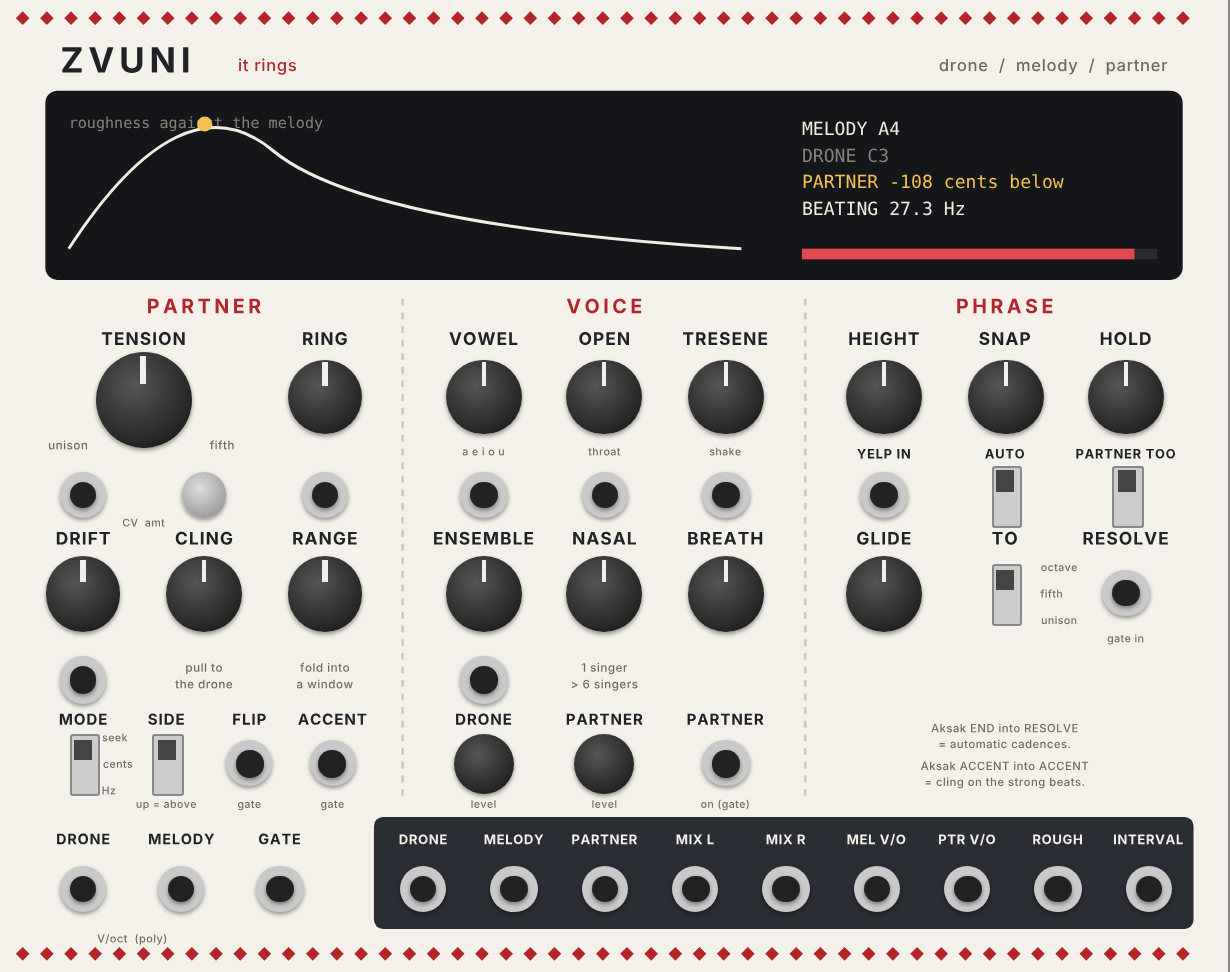 ZVUNI it rings drone / melody / partner
roughness against the melody
MELODY A4
DRONE C3
PARTNER -108 cents below
BEATING 27.3 Hz
PARTNER VOICE PHRASE
TENSION RING VOWEL OPEN TRESENE HEIGHT SNAP HOLD
unison fifth a e i o u throat shake YELP IN AUTO PARTNER TOO
CV amt
DRIFT CLING RANGE ENSEMBLE NASAL BREATH GLIDE TO RESOLVE
octave
fifth
unison
gate in
pull to fold into 1 singer
the drone a window > 6 singers
MODE SIDE FLIP ACCENT DRONE PARTNER PARTNER
seek
cents
Hz
up = above gate gate level level on (gate)
Aksak END into RESOLVE
= automatic cadences.
Aksak ACCENT into ACCENT
= cling on the strong beats.
DRONE MELODY GATE DRONE MELODY PARTNER MIX L MIX R MEL V/O PTR V/O ROUGH INTERVAL
V/oct (poly)